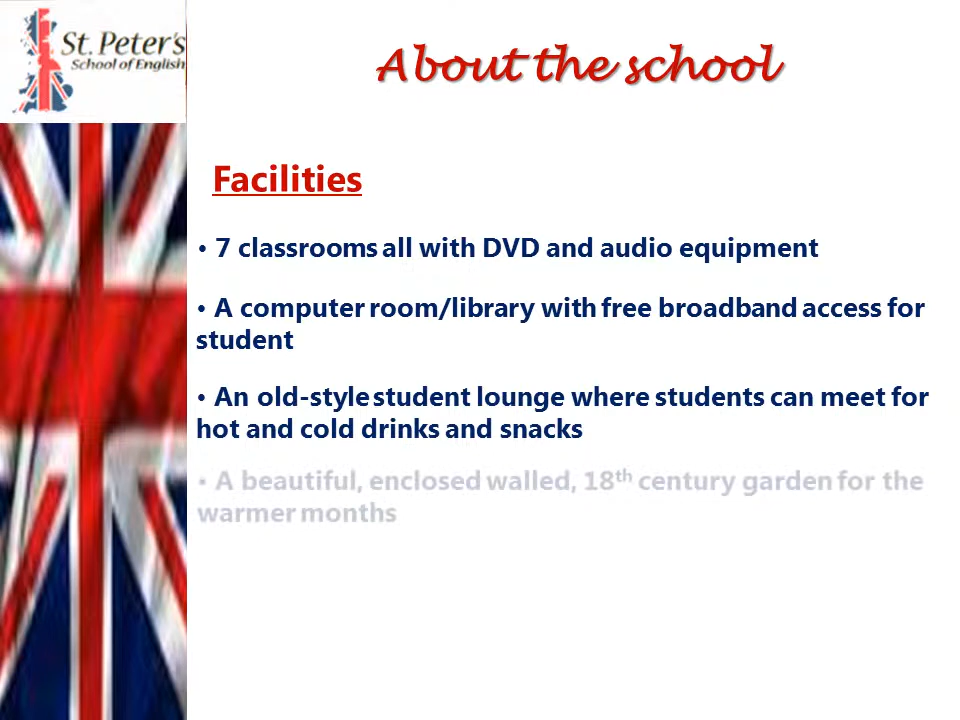 St. Peter's
School of English
About the school
Facilities
• 7 classrooms all with DVD and audio equipment
• A computer room/library with free broadband access for
student
• An old-style student lounge where students can meet for
hot and cold drinks and snacks
• A beautiful, enclosed walled, 18th century garden for the
warmer months